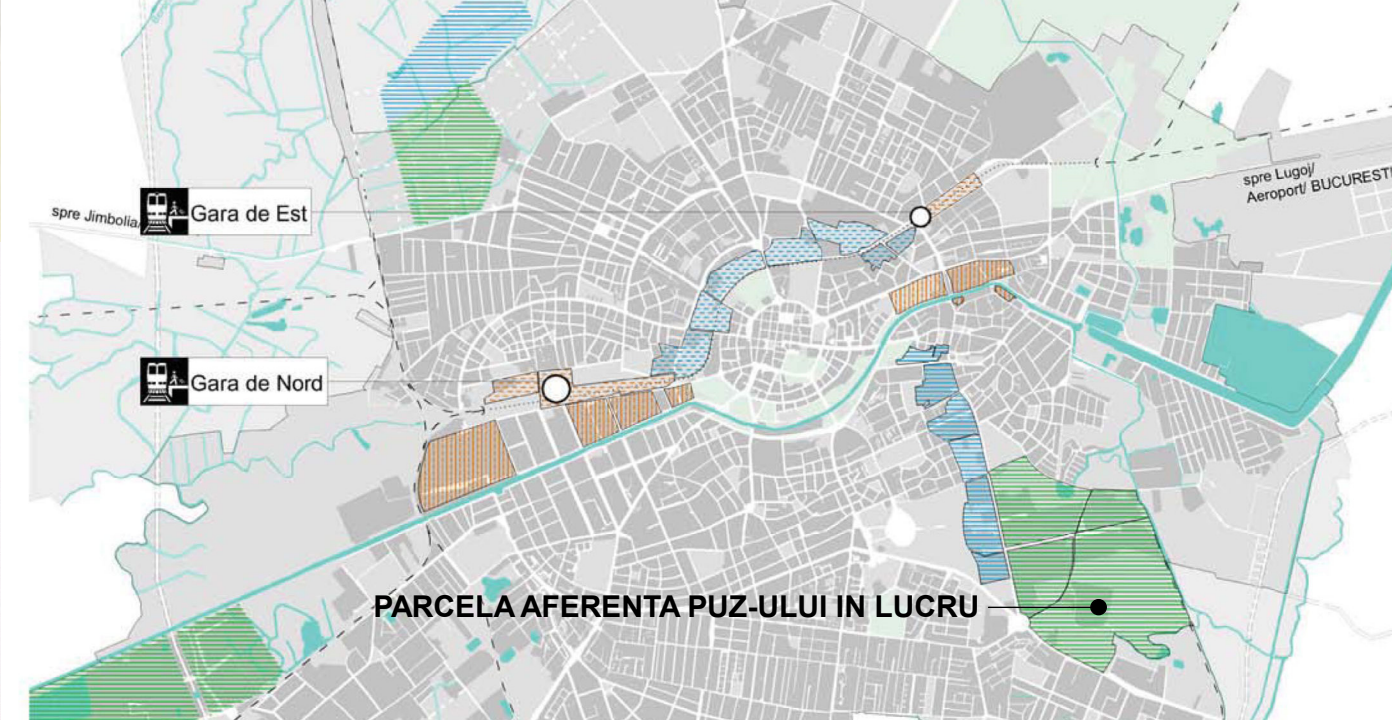 spre Lugoj/
Aeroport/ BUCURESTI
Gara de Est
spre Jimbolia/
Gara de Nord
PARCELA AFERENTA PUZ-ULUI IN LUCRU